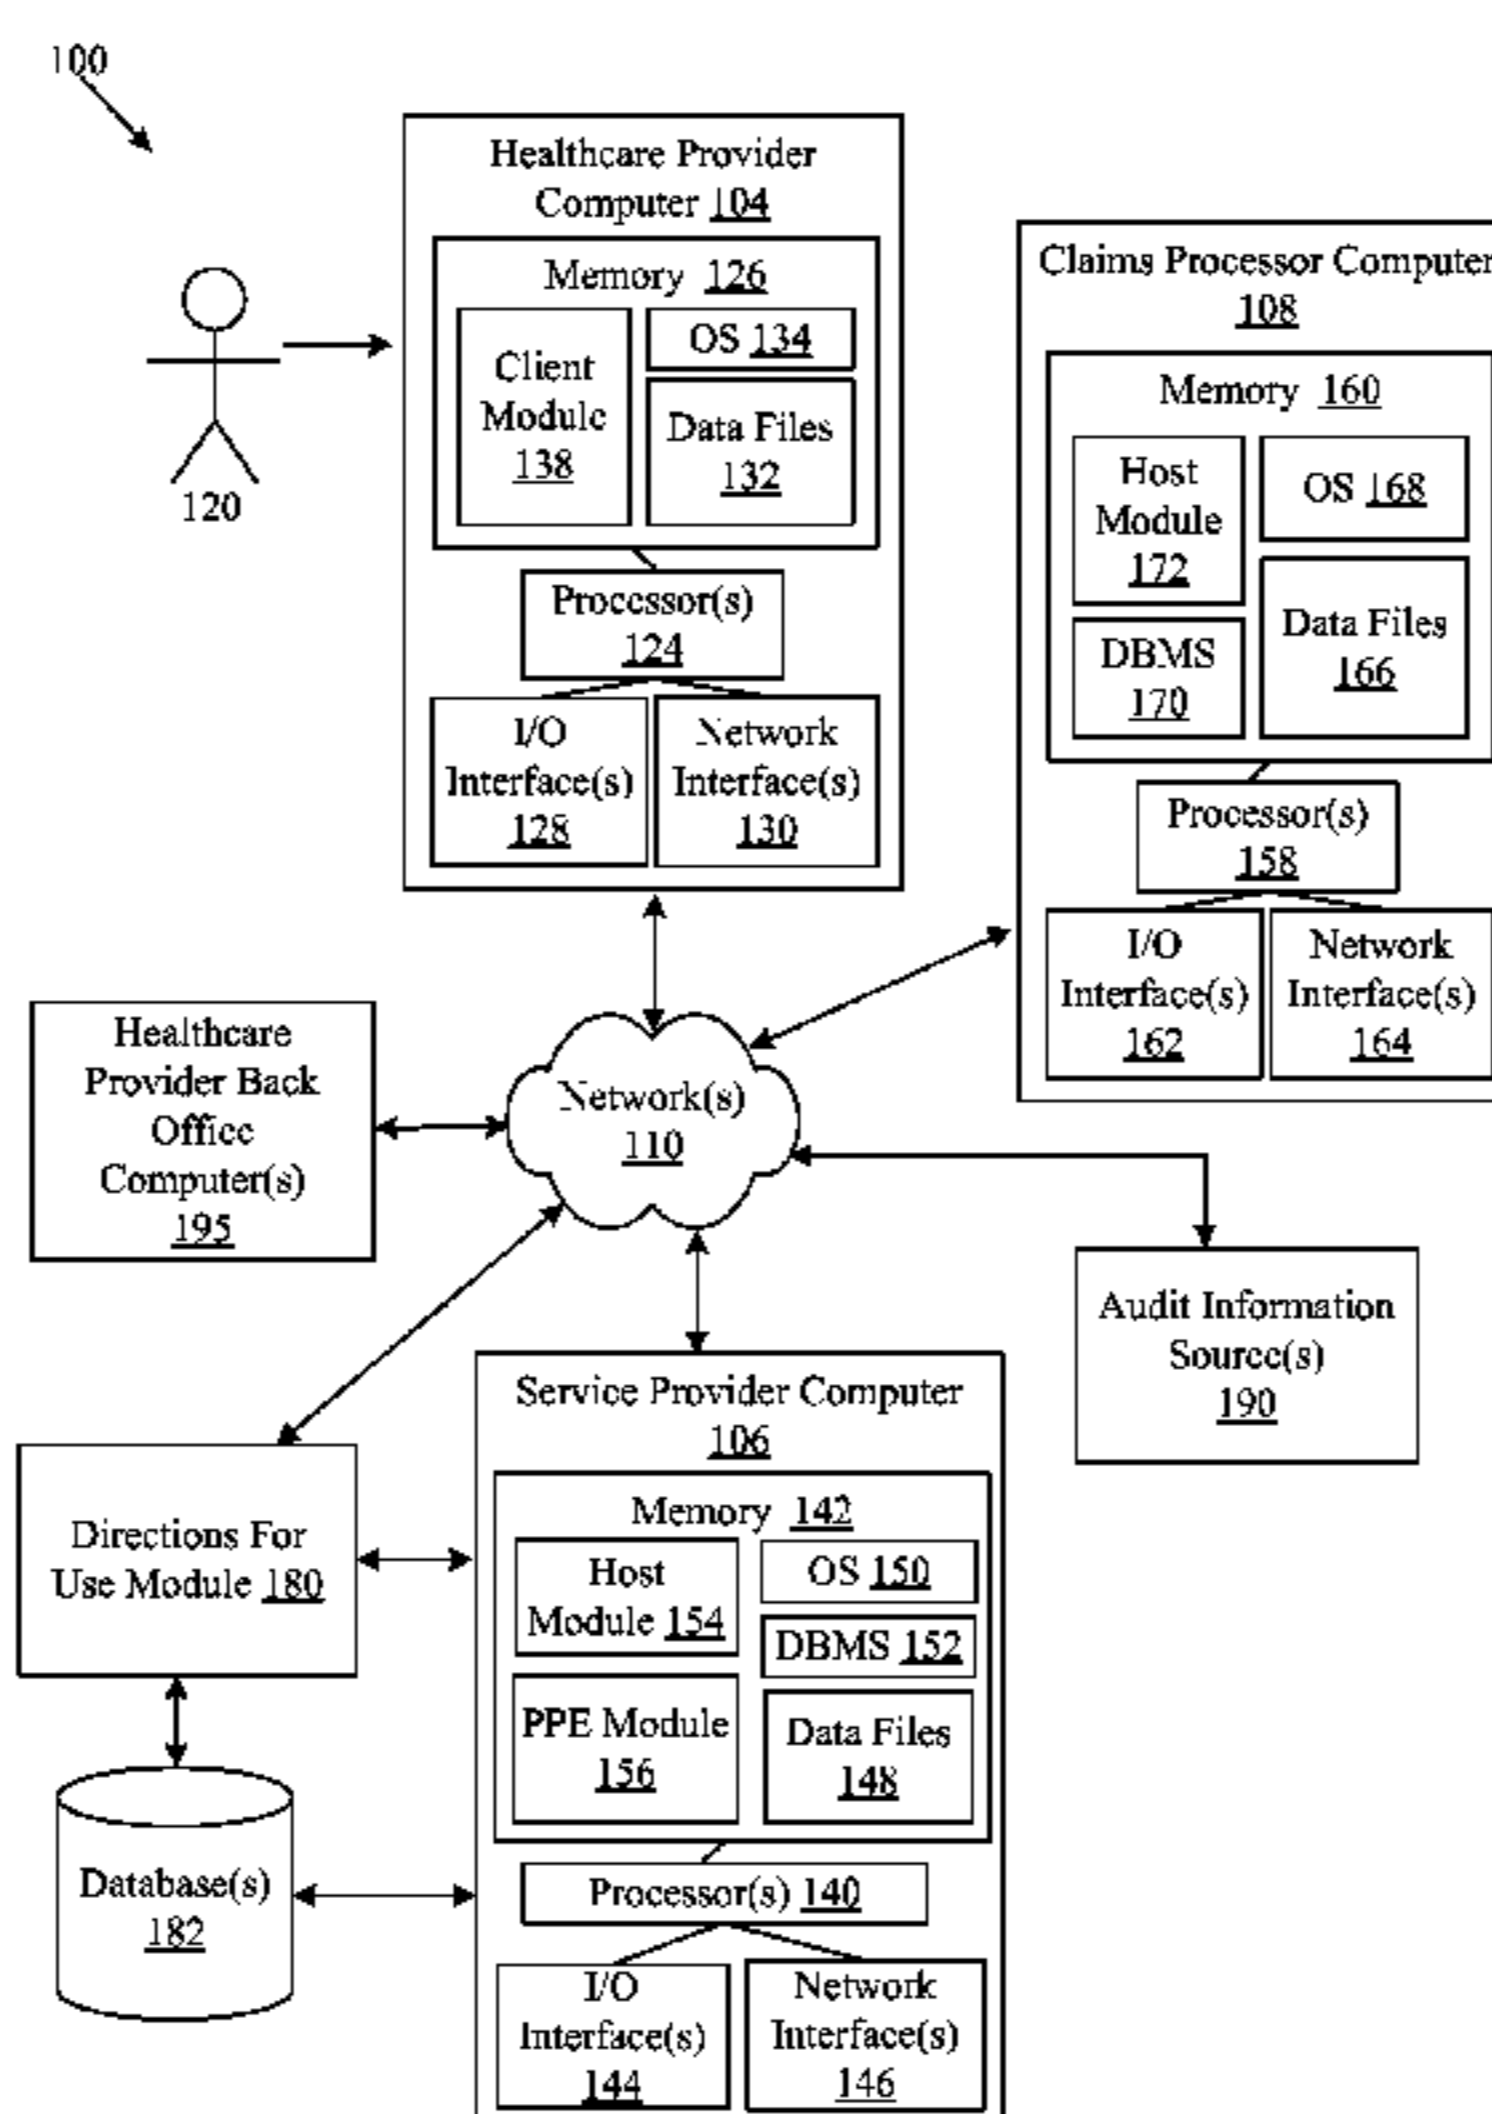 100
Healthcare Provider
Computer 104
Memory 126
Client
Module
138
OS 134
Data Files
132
Processor(s)
124
I/O
Interface(s)
128
Network
Interface(s)
130
120
Claims Processor Computer
108
Memory 160
Host
Module
172
OS 168
DBMS
170
Data Files
166
Processor(s)
158
I/O
Interface(s)
162
Network
Interface(s)
164
Healthcare
Provider Back
Office
Computer(s)
195
Network(s)
110
Audit Information
Source(s)
190
Directions For
Use Module 180
Database(s)
182
Service Provider Computer
106
Memory 142
Host
Module 154
OS 150
DBMS 152
PPE Module
156
Data Files
148
Processor(s) 140
I/O
Interface(s)
144
Network
Interface(s)
146